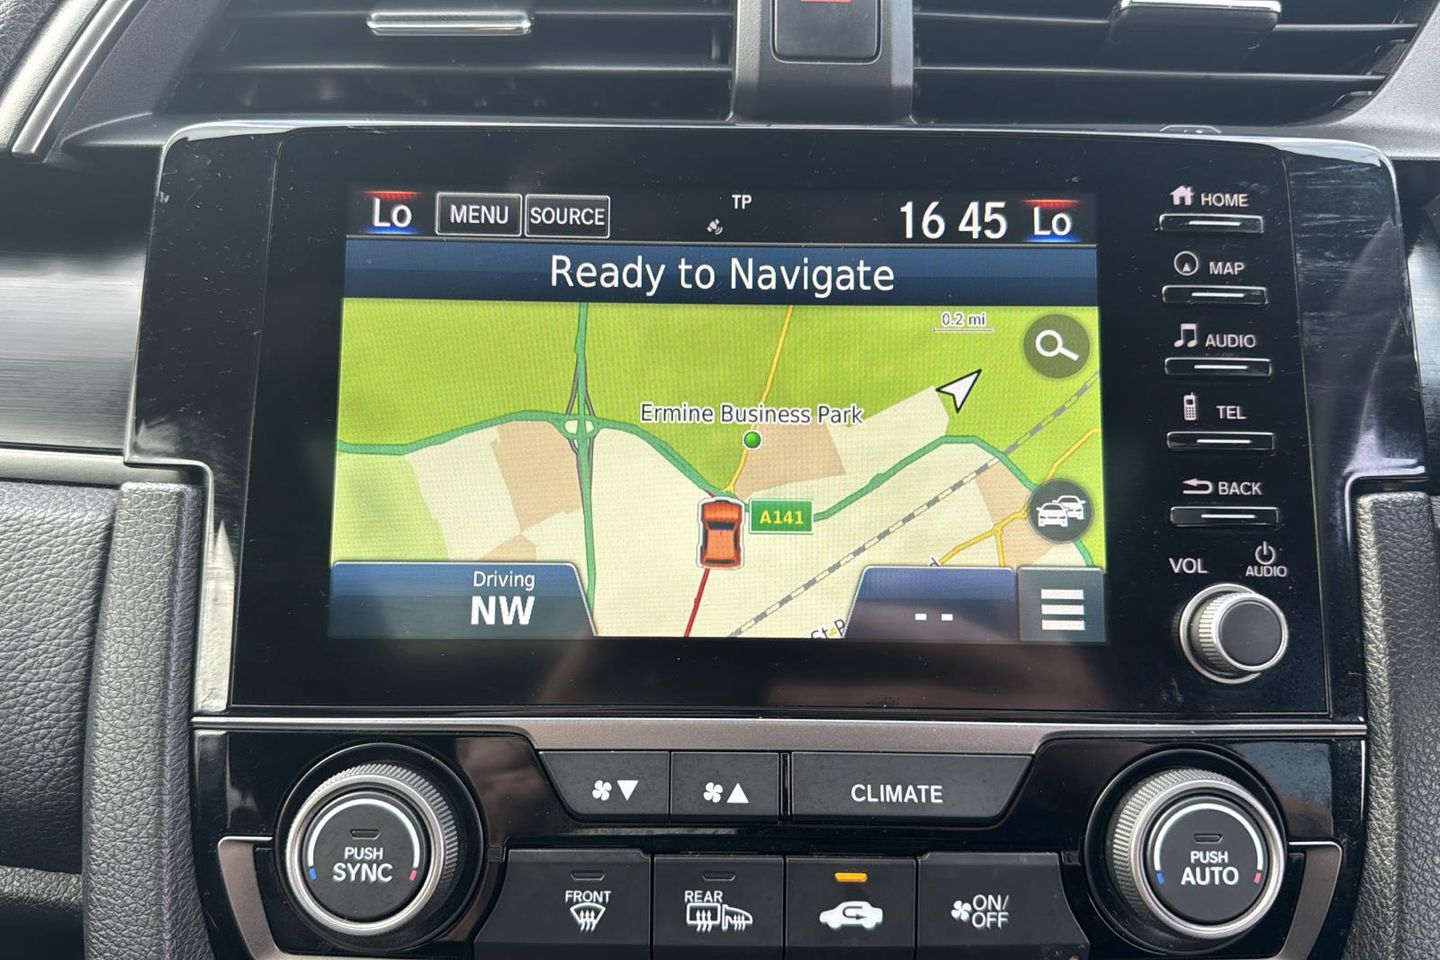 Lo MENU SOURCE TP 16 45 Lo
Ready to Navigate
0.2 mi
Ermine Business Park
A141
Driving
NW
- -
HOME
MAP
AUDIO
TEL
BACK
VOL
AUDIO
CLIMATE
PUSH
SYNC
FRONT
REAR
ON/
OFF
PUSH
AUTO